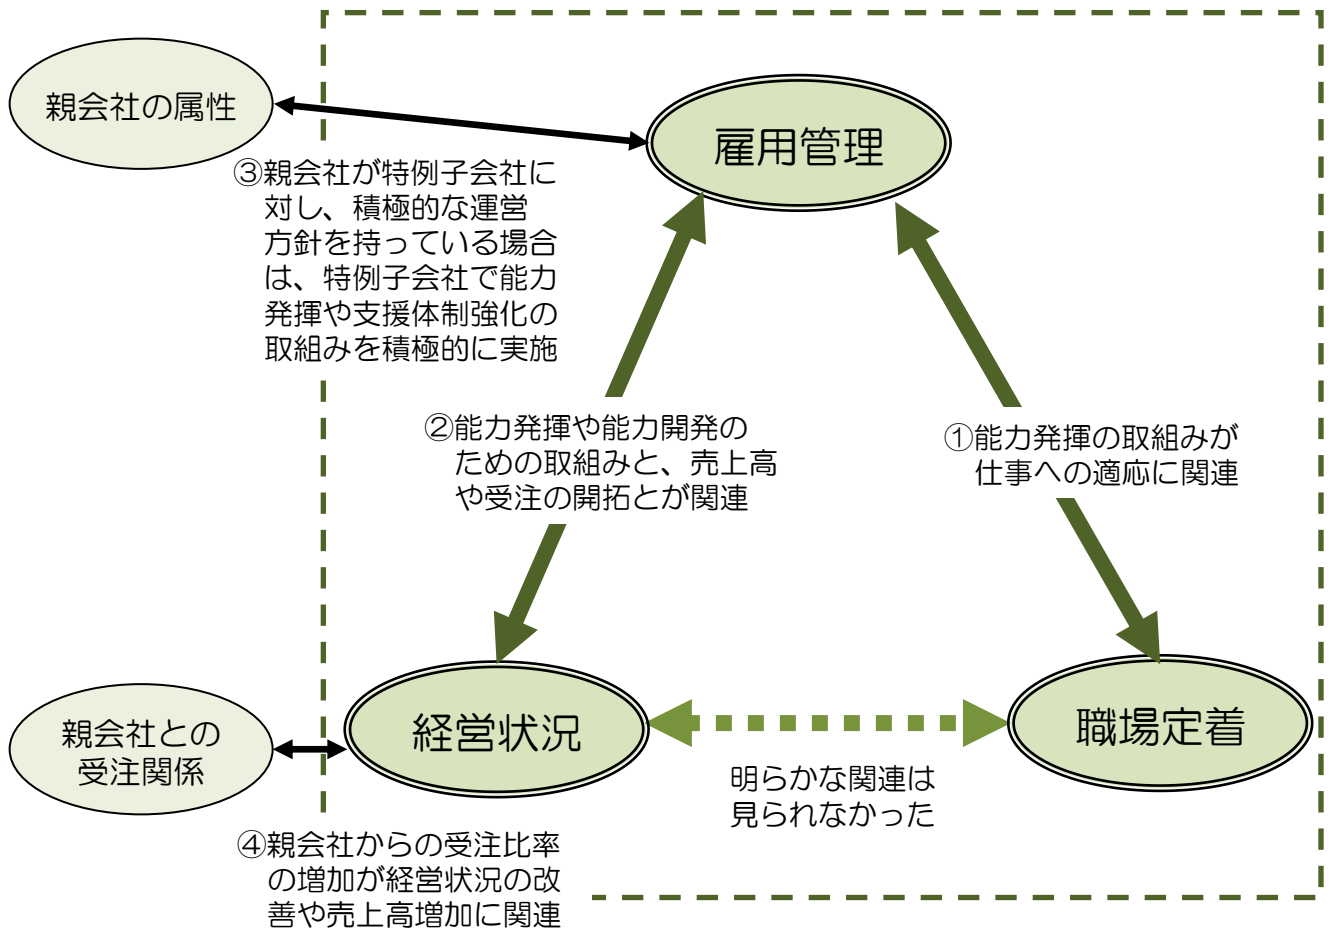 親会社の属性
雇用管理
③親会社が特例子会社に
対し、積極的な運営
方針を持っている場合
は、特例子会社で能力
発揮や支援体制強化の
取組みを積極的に実施
②能力発揮や能力開発の
ための取組みと、売上高
や受注の開拓とが関連
①能力発揮の取組みが
仕事への適応に関連
親会社との
受注関係
経営状況
職場定着
明らかな関連は
見られなかった
④親会社からの受注比率
の増加が経営状況の改
善や売上高増加に関連